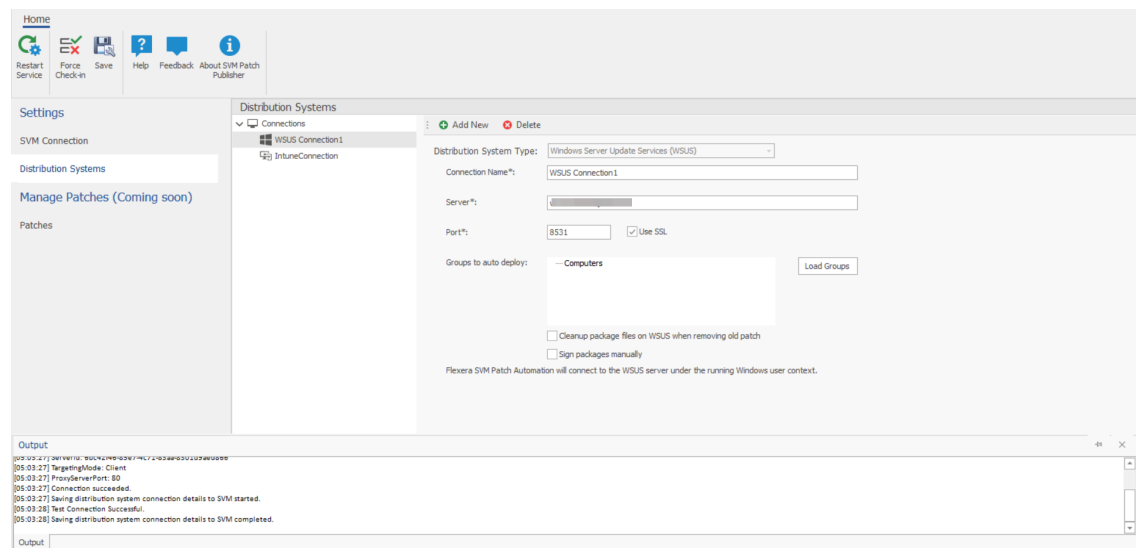 Home
Restart Service
Force Check-in
Save
Help
Feedback
About SVM Patch Publisher
Settings
SVM Connection
Distribution Systems
Manage Patches (Coming soon)
Patches
Distribution Systems
Connections
WSUS Connection1
IntuneConnection
Add New
Delete
Distribution System Type:
Windows Server Update Services (WSUS)
Connection Name*:
WSUS Connection1
Server*:
Port*:
8531
Use SSL
Groups to auto deploy:
Computers
Load Groups
Cleanup package files on WSUS when removing old patch
Sign packages manually
Flexera SVM Patch Automation will connect to the WSUS server under the running Windows user context.
Output
[05:03:27] TargetingMode: Client
[05:03:27] ProxyServerPort: 80
[05:03:27] Connection succeeded.
[05:03:27] Saving distribution system connection details to SVM started.
[05:03:28] Test Connection Successful.
[05:03:28] Saving distribution system connection details to SVM completed.
Output